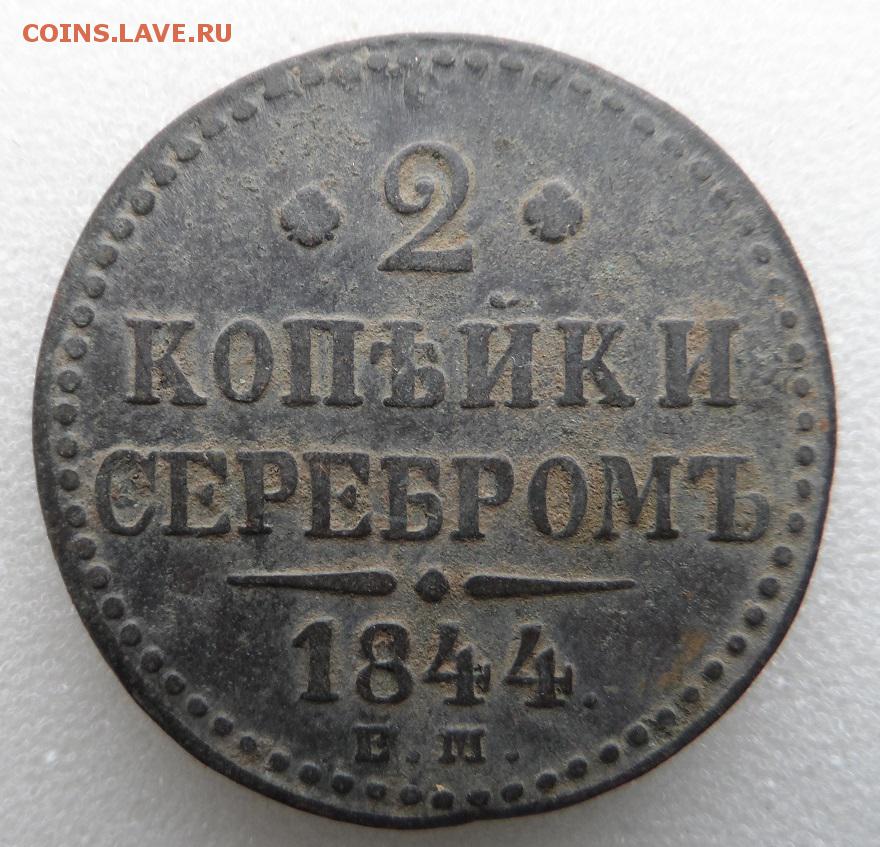 COINS.LAVE.RU
2
КОПѢЙКИ
СЕРЕБРОМЪ
1844.
Е.М.